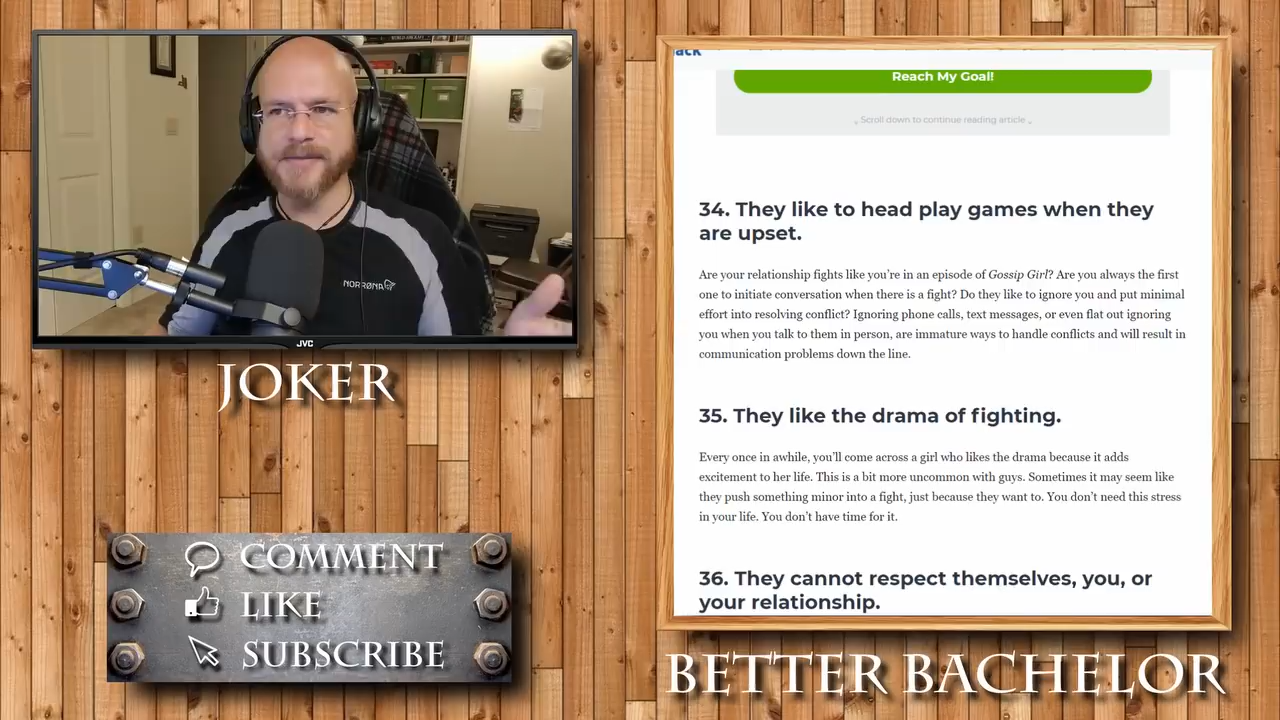 NORRØNA
JVC
JOKER
COMMENT
LIKE
SUBSCRIBE
ack
Reach My Goal!
Scroll down to continue reading article
34. They like to head play games when they
are upset.
Are your relationship fights like you’re in an episode of Gossip Girl? Are you always the first
one to initiate conversation when there is a fight? Do they like to ignore you and put minimal
effort into resolving conflict? Ignoring phone calls, text messages, or even flat out ignoring
you when you talk to them in person, are immature ways to handle conflicts and will result in
communication problems down the line.
35. They like the drama of fighting.
Every once in awhile, you’ll come across a girl who likes the drama because it adds
excitement to her life. This is a bit more uncommon with guys. Sometimes it may seem like
they push something minor into a fight, just because they want to. You don’t need this stress
in your life. You don’t have time for it.
36. They cannot respect themselves, you, or
your relationship.
BETTER BACHELOR